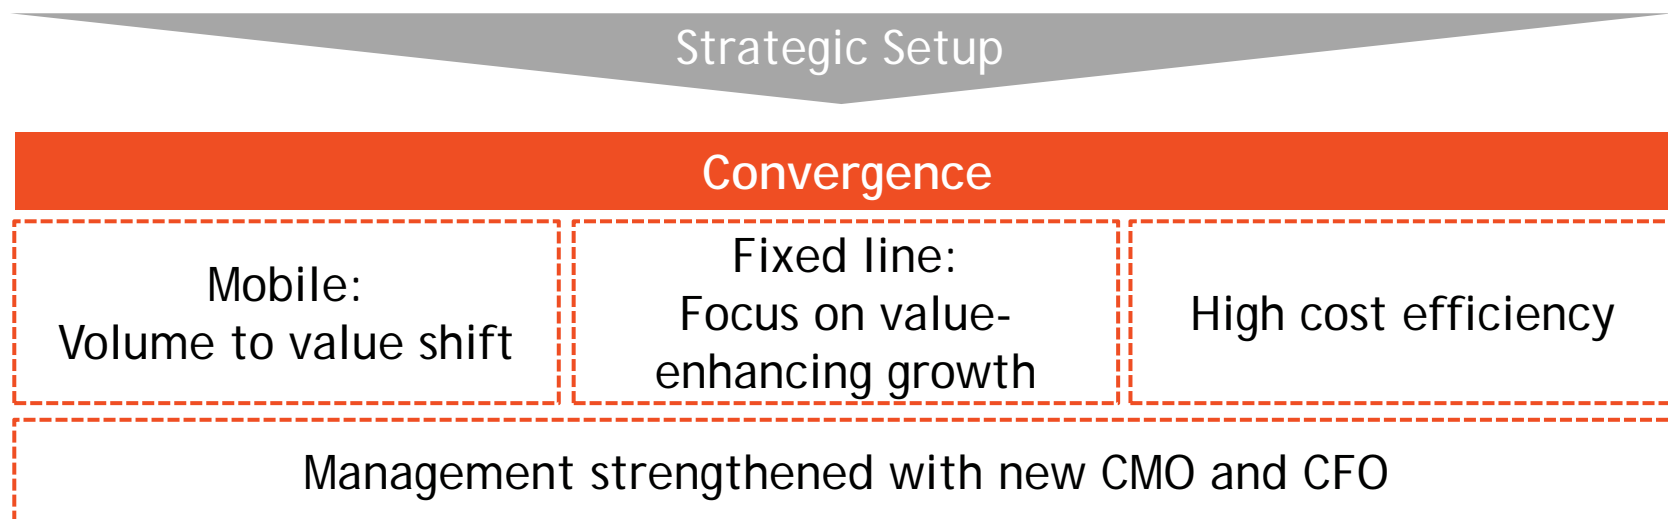 Strategic Setup
Convergence
Mobile:
Volume to value shift
Fixed line:
Focus on value-
enhancing growth
High cost efficiency
Management strengthened with new CMO and CFO